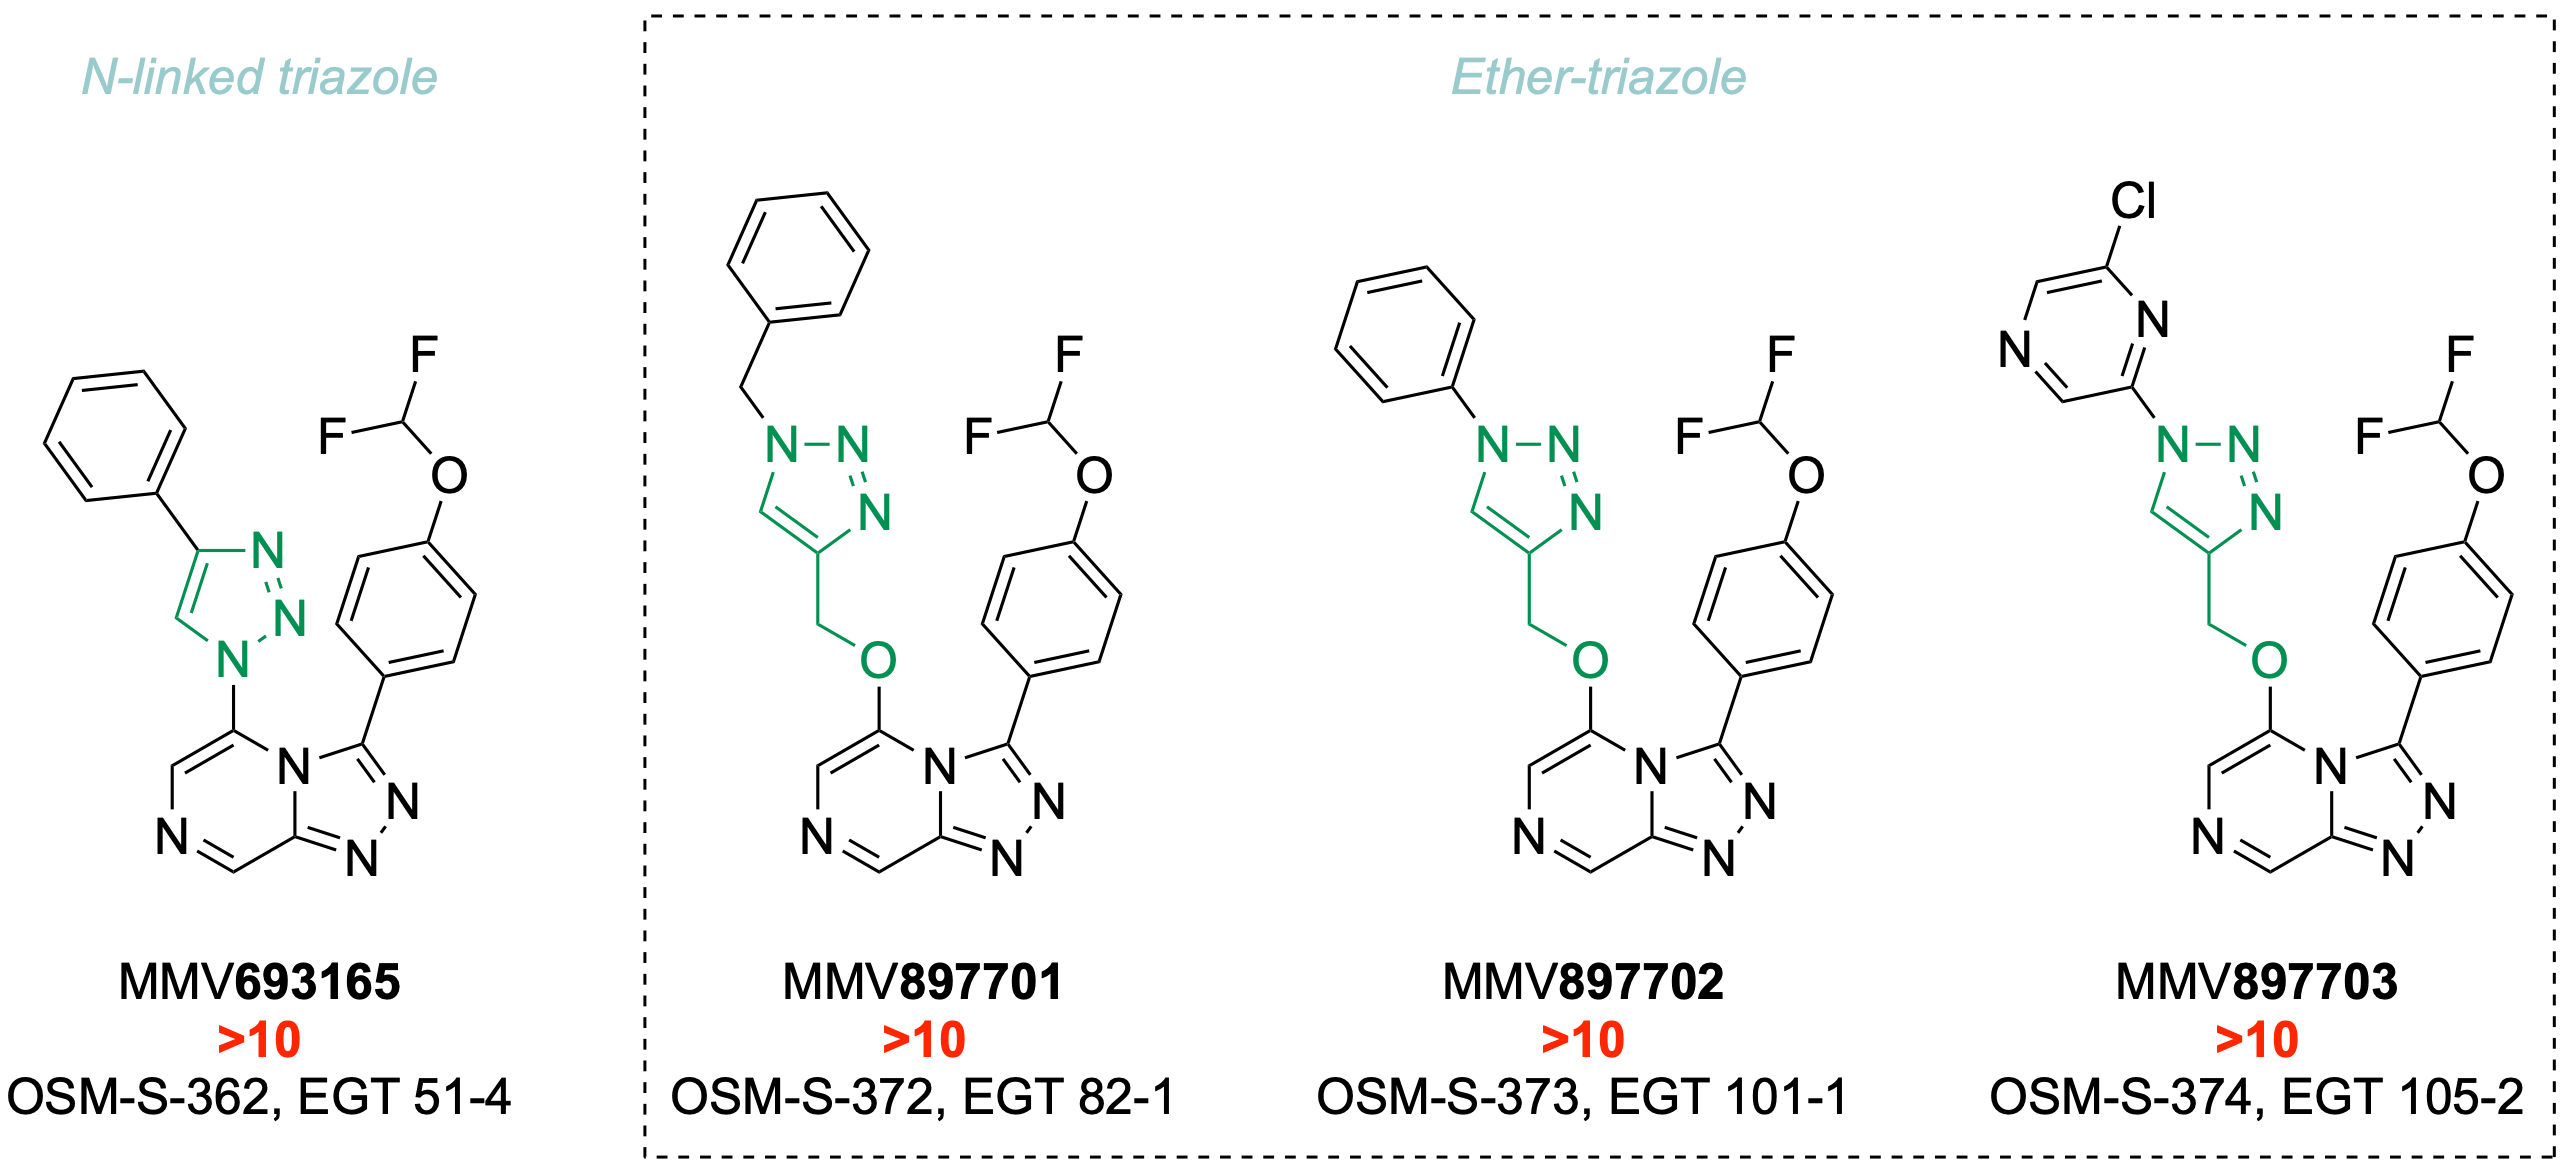 N-linked triazole
Ether-triazole
Cl
N
N
F
F
O
N
N
N
N
N
N
N
F
F
O
N
N
N
O
N
N
N
N
F
F
O
N
N
N
O
N
N
N
N
F
F
O
N
N
N
O
N
N
N
N
MMV693165
>10
OSM-S-362, EGT 51-4
MMV897701
>10
OSM-S-372, EGT 82-1
MMV897702
>10
OSM-S-373, EGT 101-1
MMV897703
>10
OSM-S-374, EGT 105-2